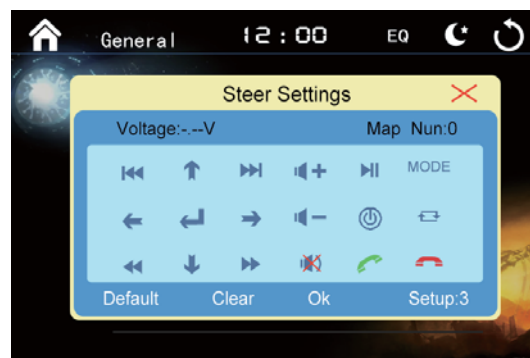 General 12:00 EQ
Steer Settings
Voltage:-.--V Map Nun:0
MODE
Default Clear Ok Setup:3